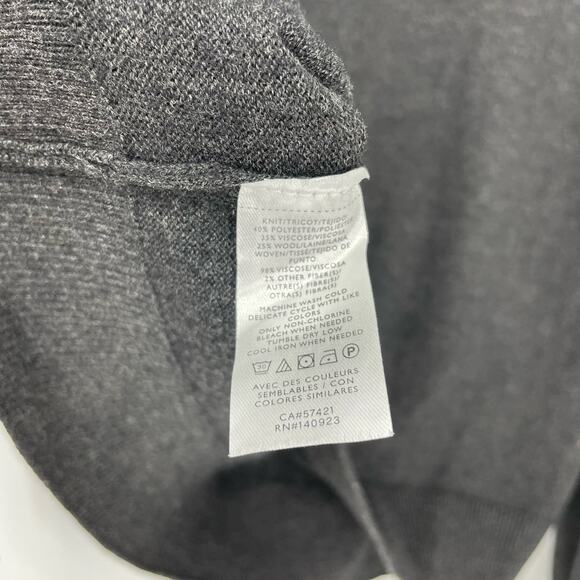 KNIT/TRICOT/TEJIDO
40% POLYESTER/POLIESTER
35% VISCOSE/VISCOSA
25% WOOL/LAINE/LANA
WOVEN/TISSÉ/TEJIDO DE
PUNTO.
98% VISCOSE/VISCOSA
2% OTHER FIBER(S)/
AUTRE(S) FIBRE(S)/
OTRA(S) FIBRA(S)
MACHINE WASH COLD
DELICATE CYCLE WITH LIKE
COLORS
ONLY NON-CHLORINE
BLEACH WHEN NEEDED
TUMBLE DRY LOW
COOL IRON WHEN NEEDED
30 P
AVEC DES COULEURS
SEMBLABLES / CON
COLORES SIMILARES
CA#57421
RN#140923